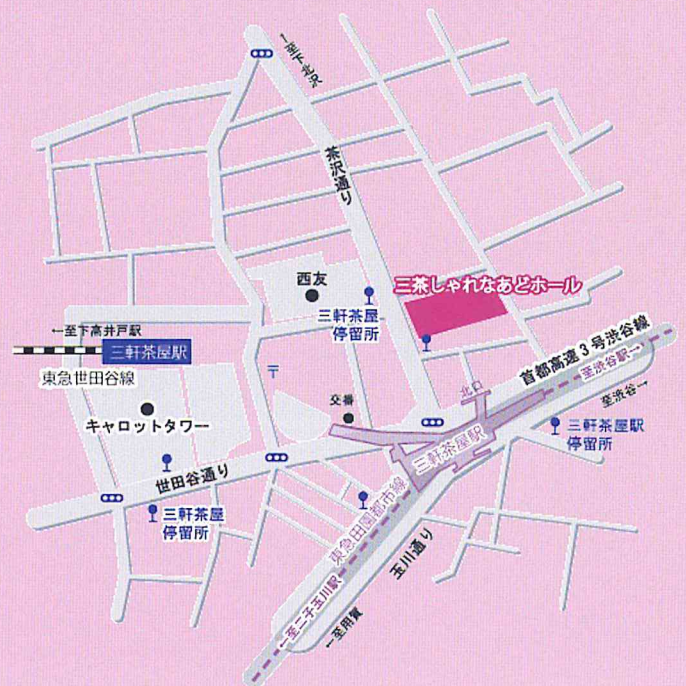 ↑至下北沢
茶沢通り
西友
三茶しゃれなあどホール
三軒茶屋
停留所
←至下高井戸駅
三軒茶屋駅
東急世田谷線
〒
首都高速3号渋谷線
至渋谷駅→
至渋谷→
北口
交番
キャロットタワー
三軒茶屋駅
三軒茶屋駅
停留所
世田谷通り
三軒茶屋
停留所
東急田園都市線
玉川通り
←至二子玉川駅
←至用賀